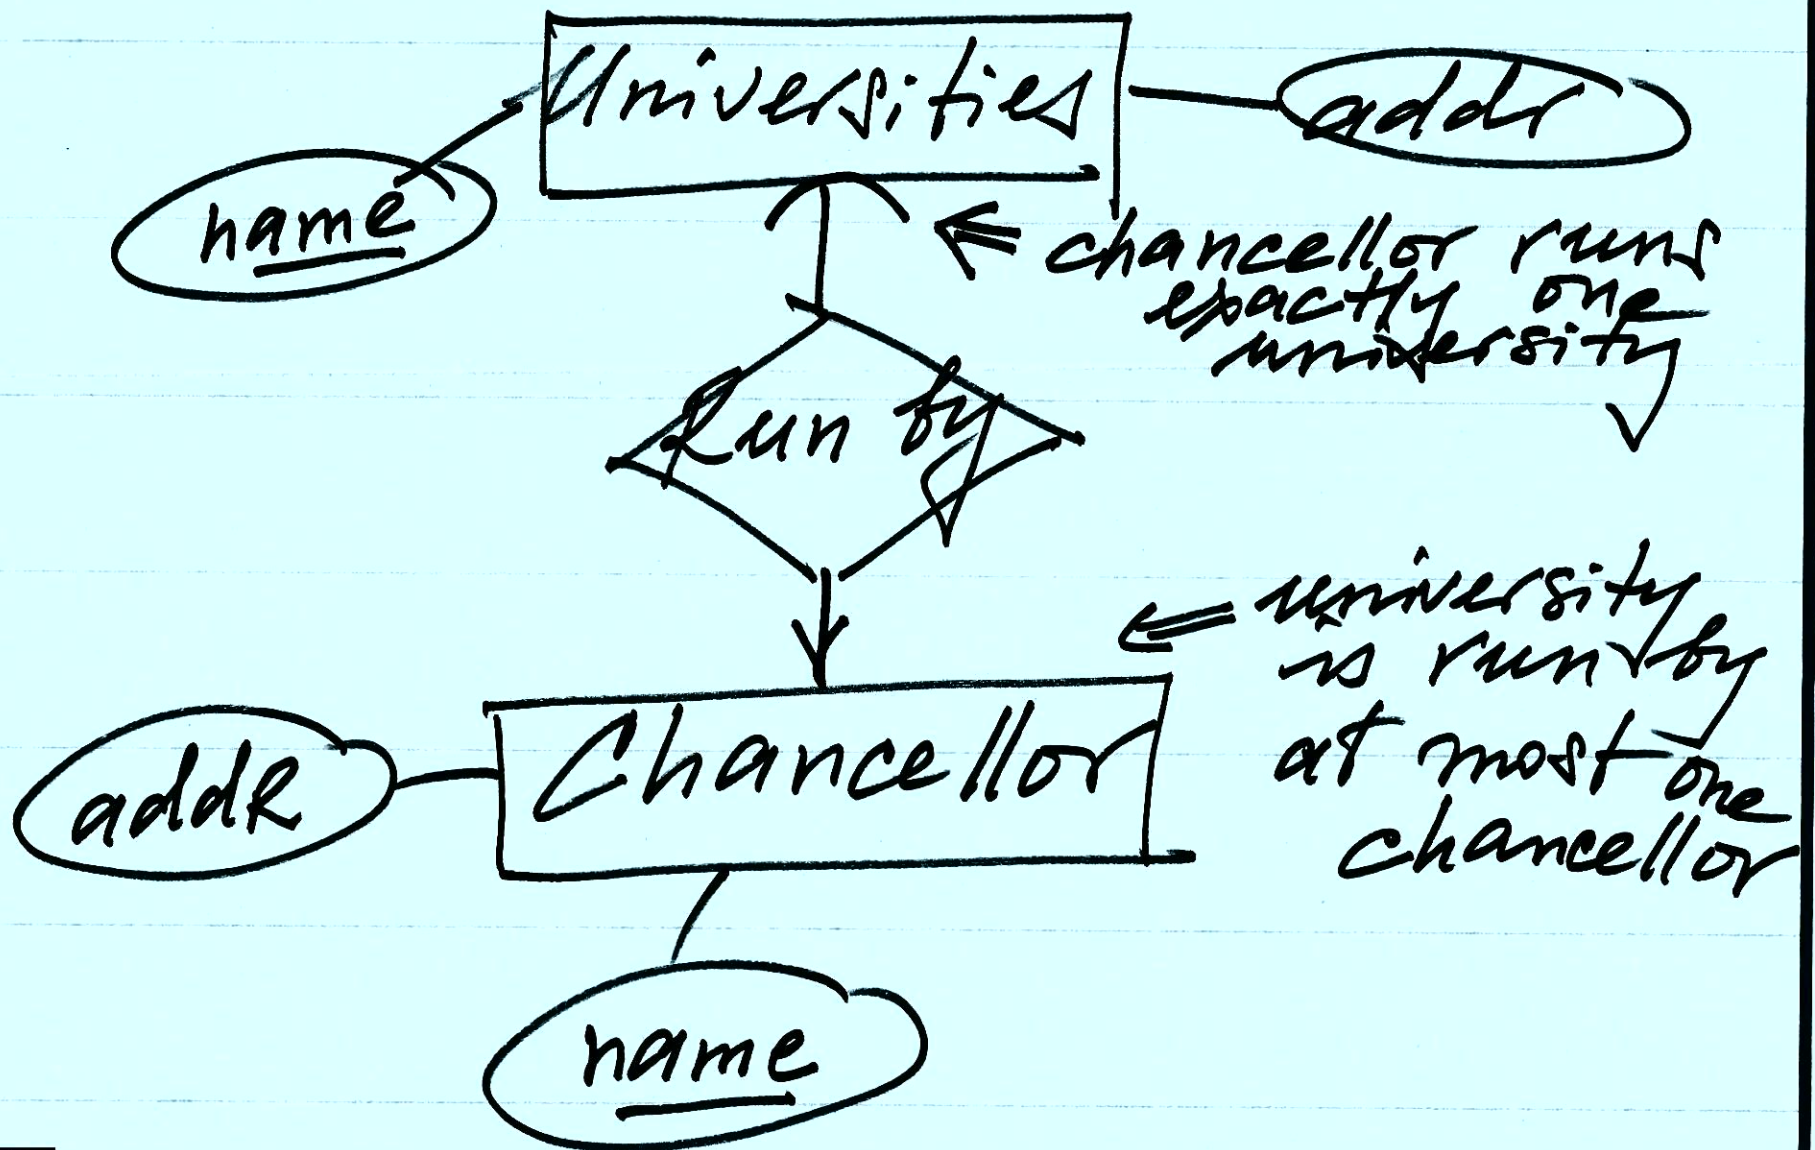 Universities
addr
name
chancellor runs
exactly one
university
Run by
university
is run by
at most one
chancellor
Chancellor
addR
name